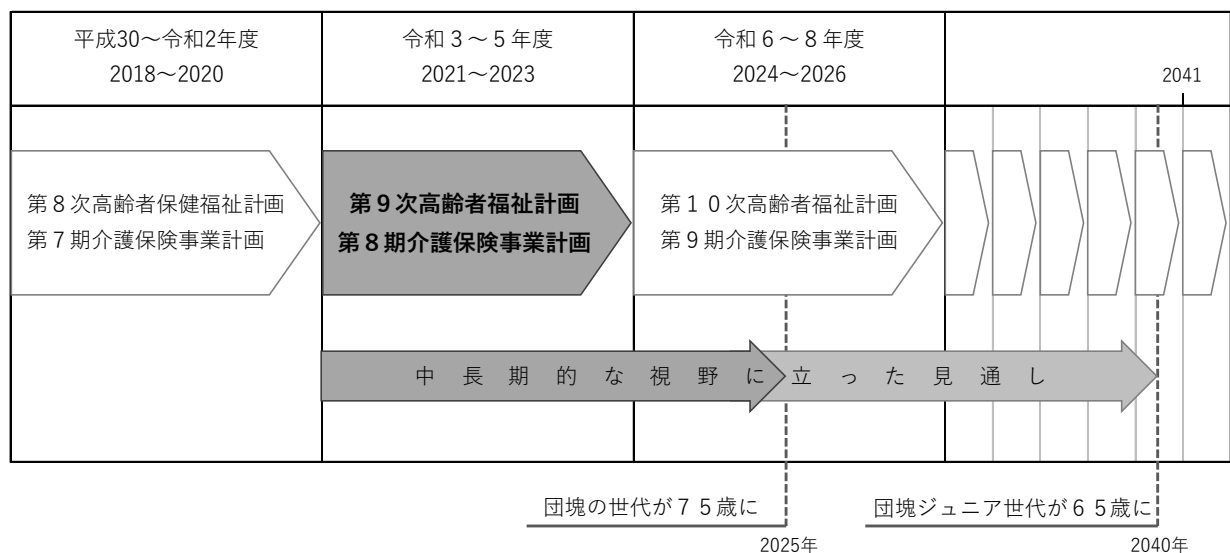 平成30～令和2年度
2018～2020
令和３～５年度
2021～2023
令和６～８年度
2024～2026
2041
第８次高齢者保健福祉計画
第７期介護保険事業計画
第９次高齢者福祉計画
第８期介護保険事業計画
第１０次高齢者福祉計画
第９期介護保険事業計画
中長期的な視野に立った見通し
団塊の世代が７５歳に
団塊ジュニア世代が６５歳に
2025年
2040年